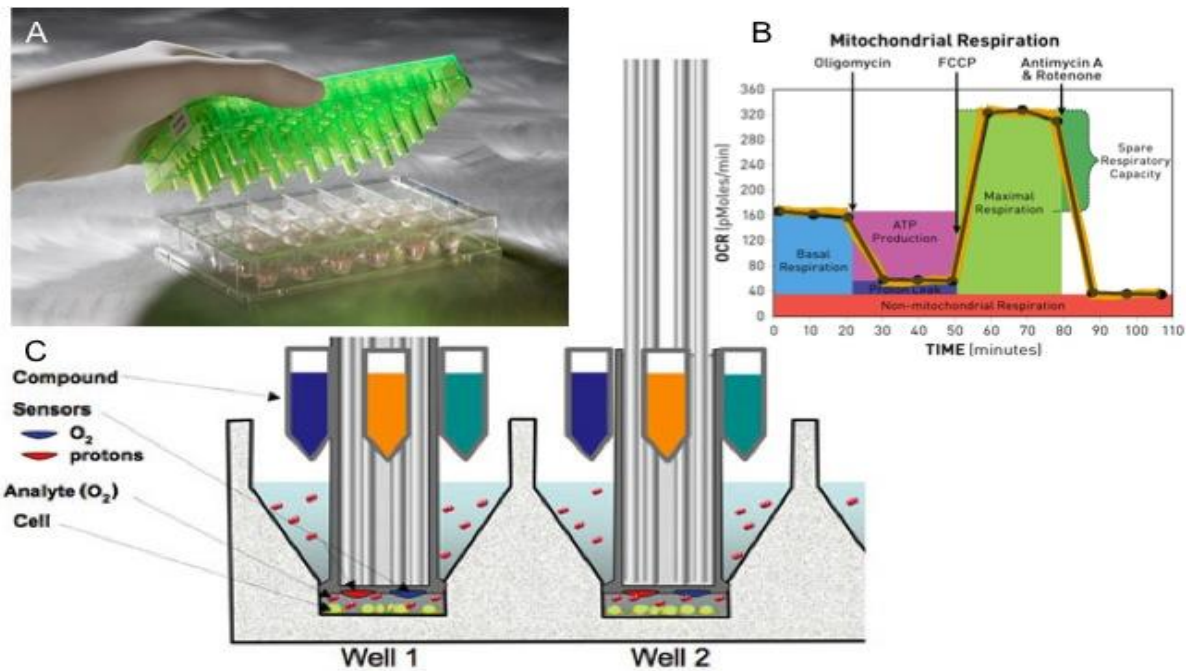 A
B
Mitochondrial Respiration
Oligomycin
FCCP
Antimycin A
& Rotenone
360
320
280
240
200
160
120
80
40
0
OCR (pMoles/min)
Basal
Respiration
ATP
Production
Proton Leak
Maximal
Respiration
Spare
Respiratory
Capacity
Non-mitochondrial Respiration
0 10 20 30 40 50 60 70 80 90 100 110
TIME (minutes)
C
Compound
Sensors
O2
protons
Analyte (O2)
Cell
Well 1
Well 2